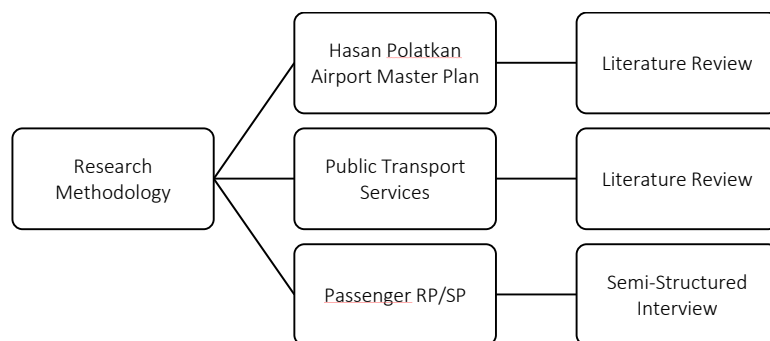 Research
Methodology
Hasan Polatkan
Airport Master Plan
Literature Review
Public Transport
Services
Literature Review
Passenger RP/SP
Semi-Structured
Interview